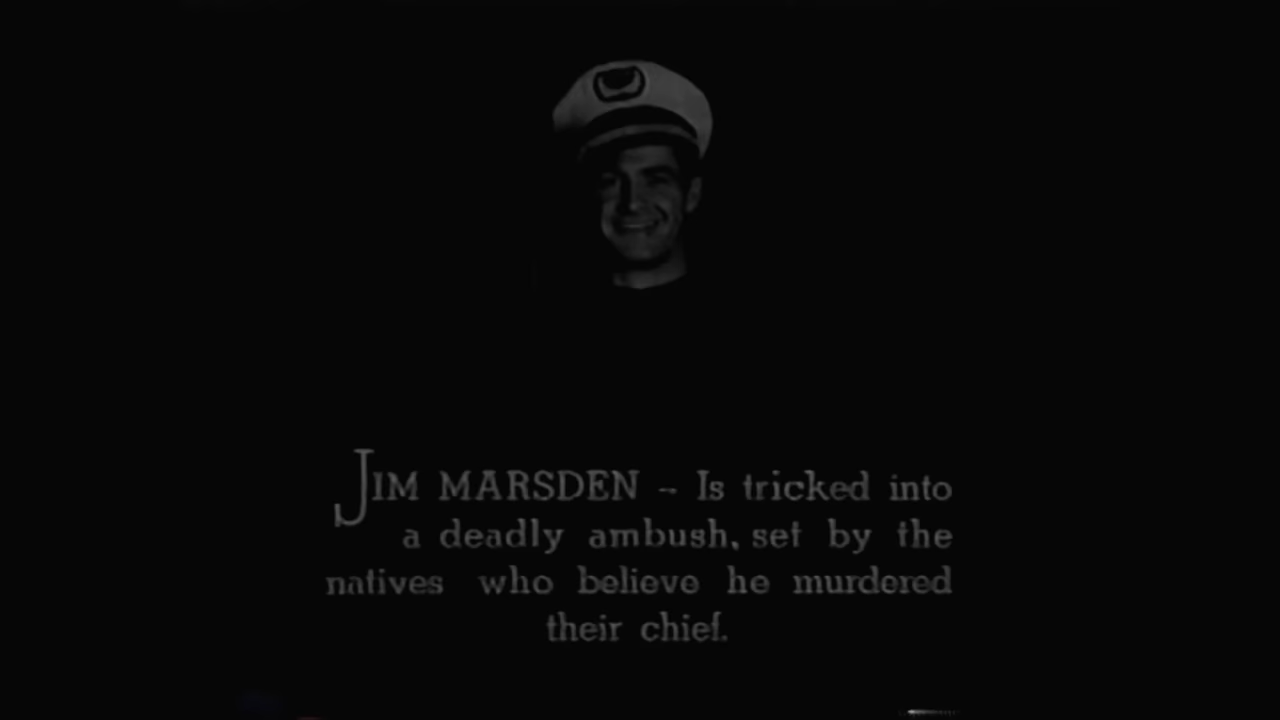 JIM MARSDEN - Is tricked into
a deadly ambush, set by the
natives who believe he murdered
their chief.